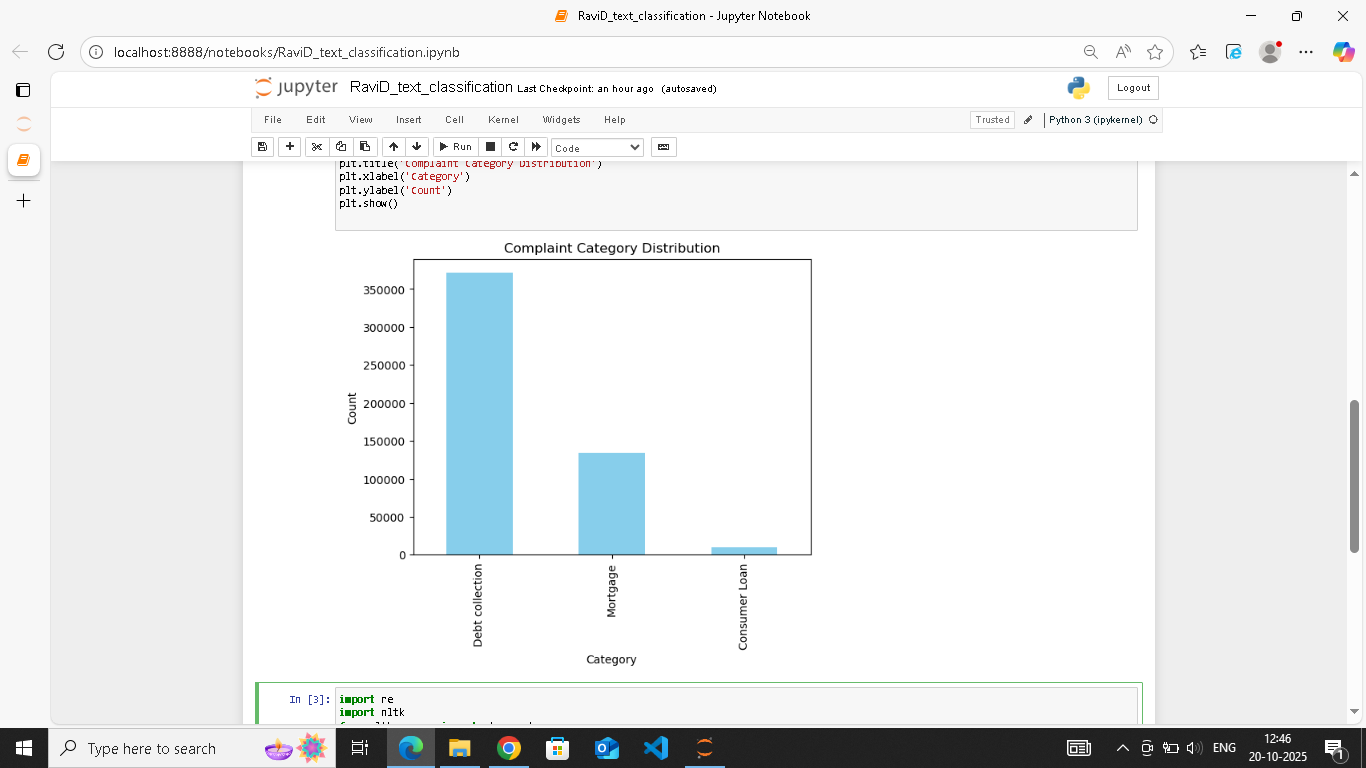 RaviD_text_classification - Jupyter Notebook
localhost:8888/notebooks/RaviD_text_classification.ipynb
jupyter RaviD_text_classification Last Checkpoint: an hour ago (autosaved)
Logout
File Edit View Insert Cell Kernel Widgets Help
Trusted
Python 3 (ipykernel)
Run
Code
plt.title('Complaint Category Distribution')
plt.xlabel('Category')
plt.ylabel('Count')
plt.show()
Complaint Category Distribution
350000
300000
250000
200000
150000
100000
50000
0
Count
Debt collection
Mortgage
Consumer Loan
Category
In [3]:
import re
import nltk
Type here to search
ENG
12:46
20-10-2025
1